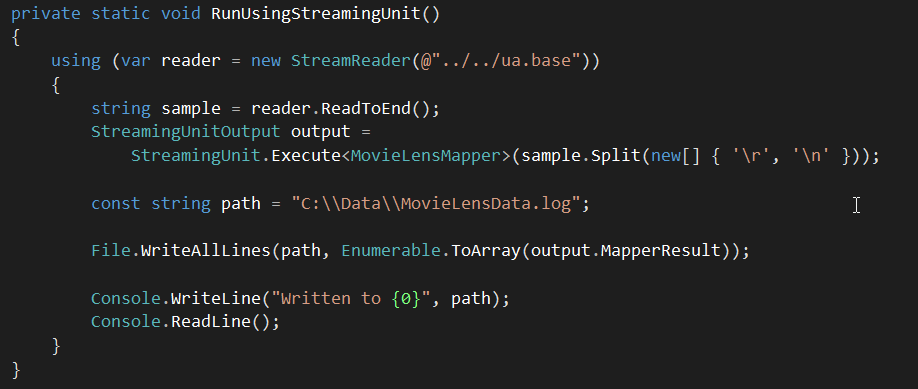 private static void RunUsingStreamingUnit()
{
    using (var reader = new StreamReader(@"../../ua.base"))
    {
        string sample = reader.ReadToEnd();
        StreamingUnitOutput output =
            StreamingUnit.Execute<MovieLensMapper>(sample.Split(new[] { '\r', '\n' }));

        const string path = "C:\\Data\\MovieLensData.log";

        File.WriteAllLines(path, Enumerable.ToArray(output.MapperResult));

        Console.WriteLine("Written to {0}", path);
        Console.ReadLine();
    }
}